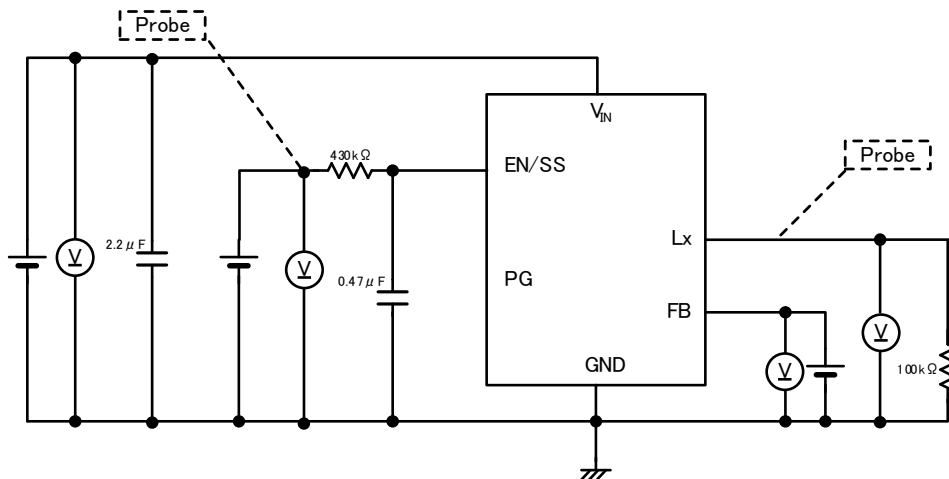 Probe
V_IN
430kΩ
EN/SS
Probe
Lx
2.2μF
V
V
0.47μF
PG
FB
V
V
100kΩ
GND